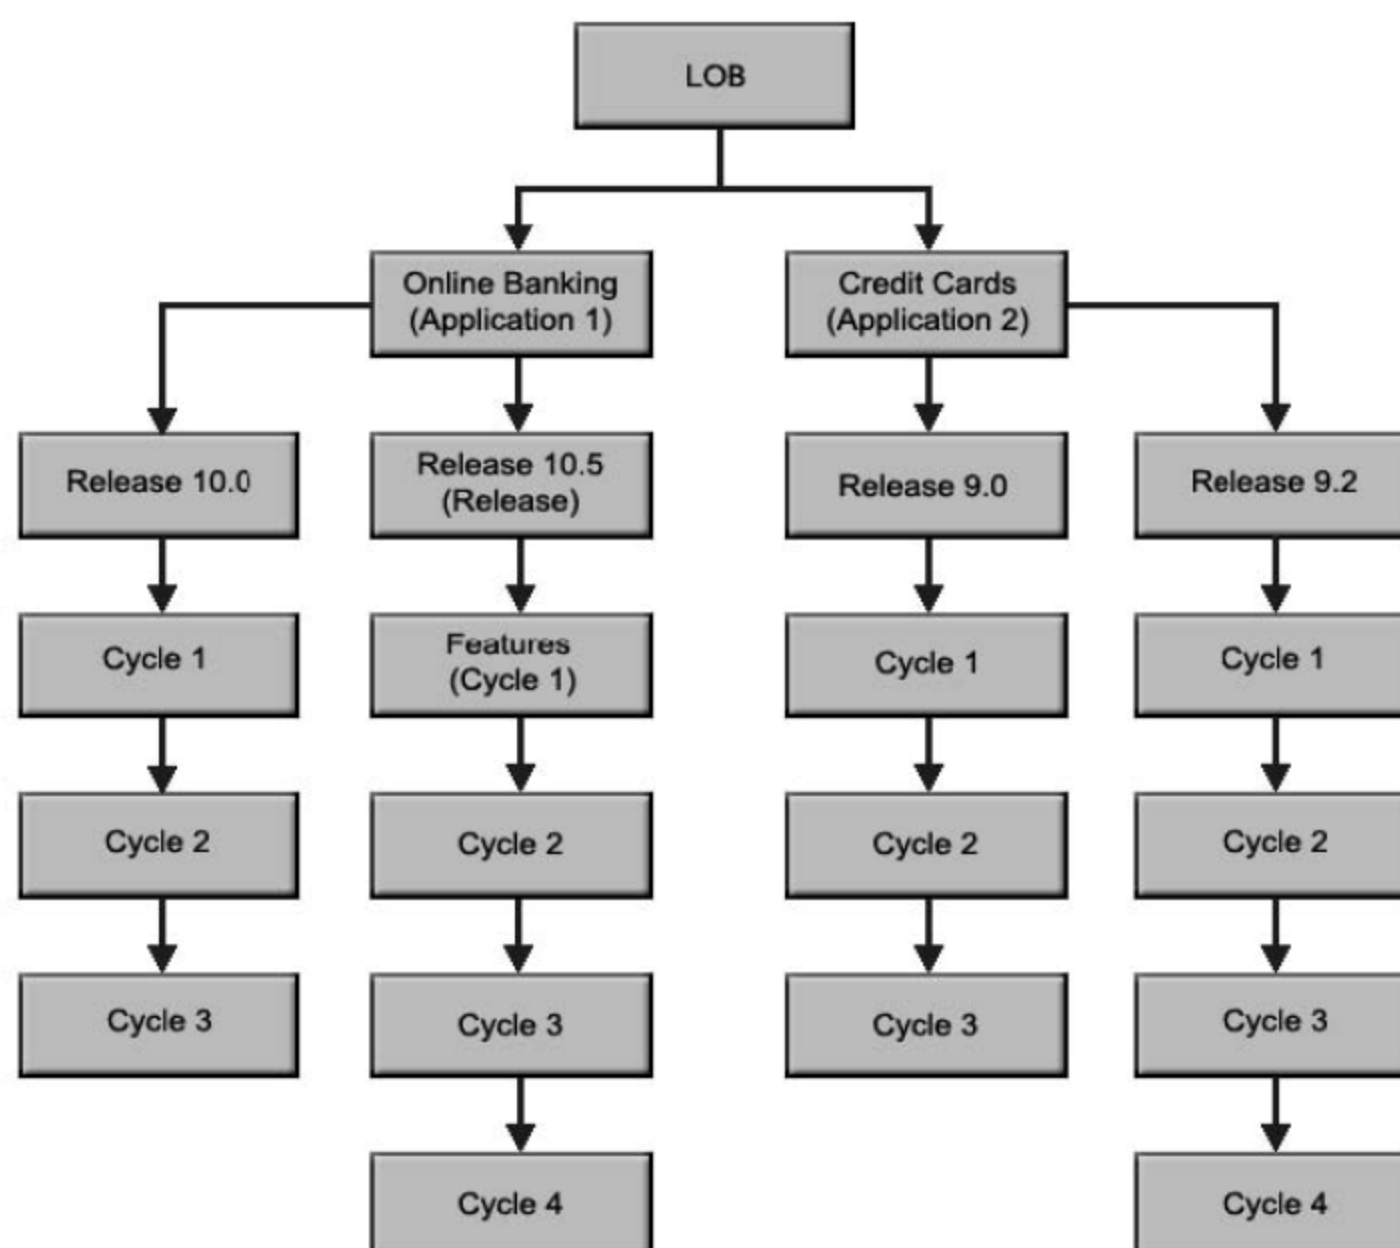 LOB
Online Banking
(Application 1)
Credit Cards
(Application 2)
Release 10.0
Release 10.5
(Release)
Release 9.0
Release 9.2
Cycle 1
Features
(Cycle 1)
Cycle 1
Cycle 1
Cycle 2
Cycle 2
Cycle 2
Cycle 2
Cycle 3
Cycle 3
Cycle 3
Cycle 3
Cycle 4
Cycle 4